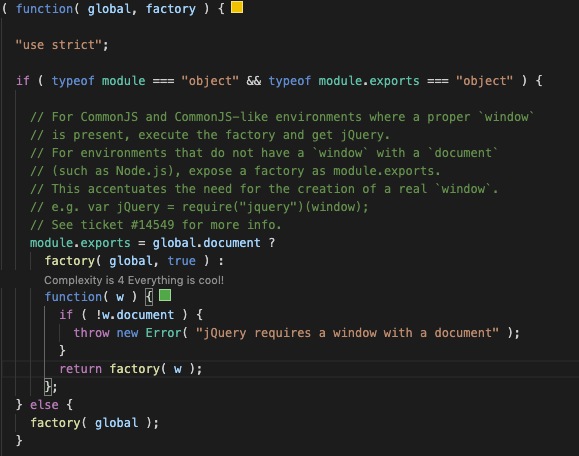 ( function( global, factory ) {
"use strict";
if ( typeof module === "object" && typeof module.exports === "object" ) {
// For CommonJS and CommonJS-like environments where a proper `window`
// is present, execute the factory and get jQuery.
// For environments that do not have a `window` with a `document`
// (such as Node.js), expose a factory as module.exports.
// This accentuates the need for the creation of a real `window`.
// e.g. var jQuery = require("jquery")(window);
// See ticket #14549 for more info.
module.exports = global.document ?
factory( global, true ) :
Complexity is 4 Everything is cool!
function( w ) {
if ( !w.document ) {
throw new Error( "jQuery requires a window with a document" );
}
return factory( w );
};
} else {
factory( global );
}